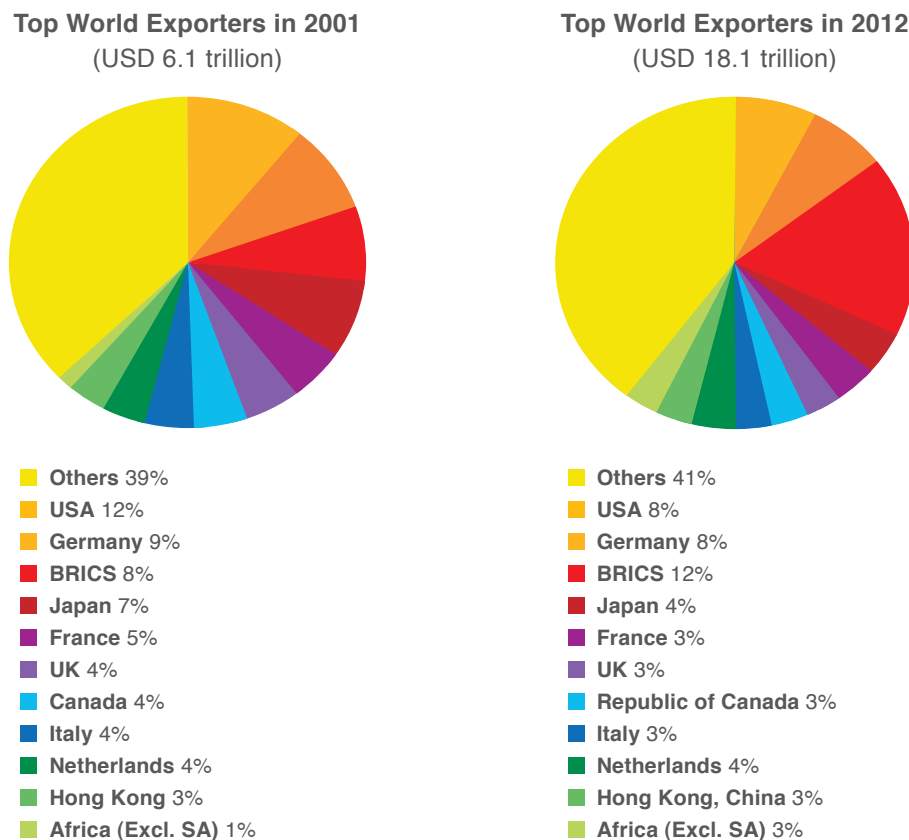 Top World Exporters in 2001
(USD 6.1 trillion)
Others 39%
USA 12%
Germany 9%
BRICS 8%
Japan 7%
France 5%
UK 4%
Canada 4%
Italy 4%
Netherlands 4%
Hong Kong 3%
Africa (Excl. SA) 1%
Top World Exporters in 2012
(USD 18.1 trillion)
Others 41%
USA 8%
Germany 8%
BRICS 12%
Japan 4%
France 3%
UK 3%
Republic of Canada 3%
Italy 3%
Netherlands 4%
Hong Kong, China 3%
Africa (Excl. SA) 3%